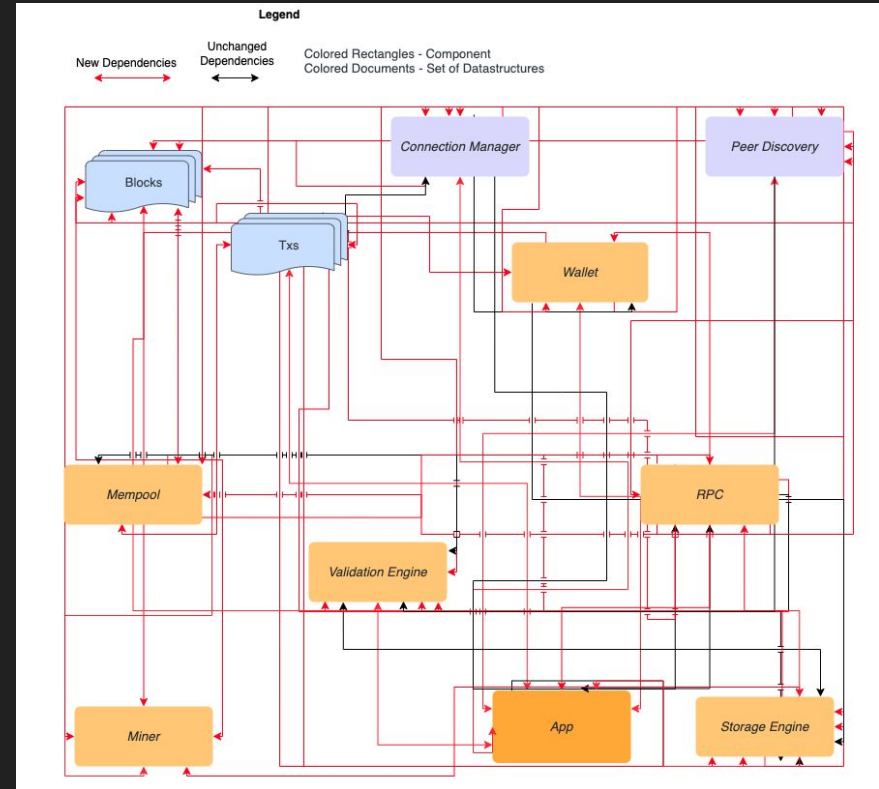 Legend
New Dependencies
Unchanged
Dependencies
Colored Rectangles - Component
Colored Documents - Set of Datastructures
Connection Manager
Peer Discovery
Blocks
Txs
Wallet
Mempool
RPC
Validation Engine
Miner
App
Storage Engine